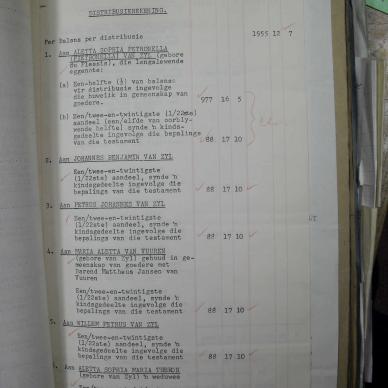 DISTRIBUSIEREKENING.
Per balans per distribusie 1955 12 7
1. Aan ALETTA SOPHIA PETRONELLA
VAN ZYL (gebore
du Plessis), die langslewende
eggenote:
(a) Een-helfte (½) van balans:
vir distribusie ingevolge
die huwelik in gemeenskap van
goedere. 977 16 5
(b) Een/twee-en-twintigste (1/22ste)
aandeel (een/elfde van oorbly-
wende helfte) synde 'n kinds-
gedeelte ingevolge die bepalings
van die testament 88 17 10
2. Aan JOHANNES BENJAMIN VAN ZYL
Een/twee-en-twintigste
(1/22ste) aandeel, synde 'n
kindsgedeelte ingevolge die
bepalings van die testament 88 17 10
3. Aan PETRUS JOHANNES VAN ZYL
Een/twee-en-twintigste
(1/22ste) aandeel, synde 'n
kindsgedeelte ingevolge die
bepalings van die testament 88 17 10
4. Aan MARIA ALETTA VAN VUUREN
(gebore van Zyl) gehuud in ge-
meenskap van goedere met
Barend Mattheus Jansen van
Vuuren
Een/twee-en-twintigste
(1/22ste) aandeel, synde 'n
kindsgedeelte ingevolge die
bepalings van die testament 88 17 10
5. Aan WILLEM PETRUS VAN ZYL
Een/twee-en-twintigste
(1/22ste) aandeel, synde 'n
kindsgedeelte ingevolge die
bepalings van die testament 88 17 10
6. Aan ALETTA SOPHIA MARIA THERON
(gebore van Zyl) 'n weduwee